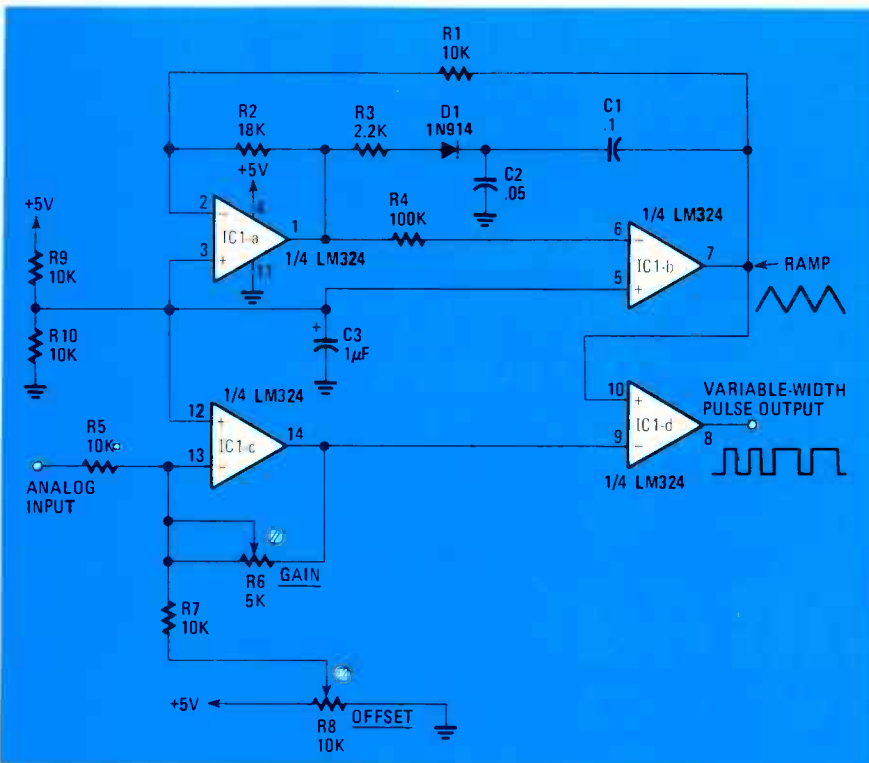 R1
10K
R2
18K
R3
2.2K
D1
1N914
C1
.1
+5V
C2
.05
+5V
2
4
R4
100K
1/4 LM324
3
IC1-a
1
6
IC1-b
7
RAMP
R9
10K
11
1/4 LM324
5
R10
10K
C3
1µF
+
1/4 LM324
VARIABLE-WIDTH
PULSE OUTPUT
R5
10K
12
IC1-c
14
10
IC1-d
8
13
9
ANALOG
INPUT
1/4 LM324
R6
5K
GAIN
R7
10K
+5V
R8
10K
OFFSET